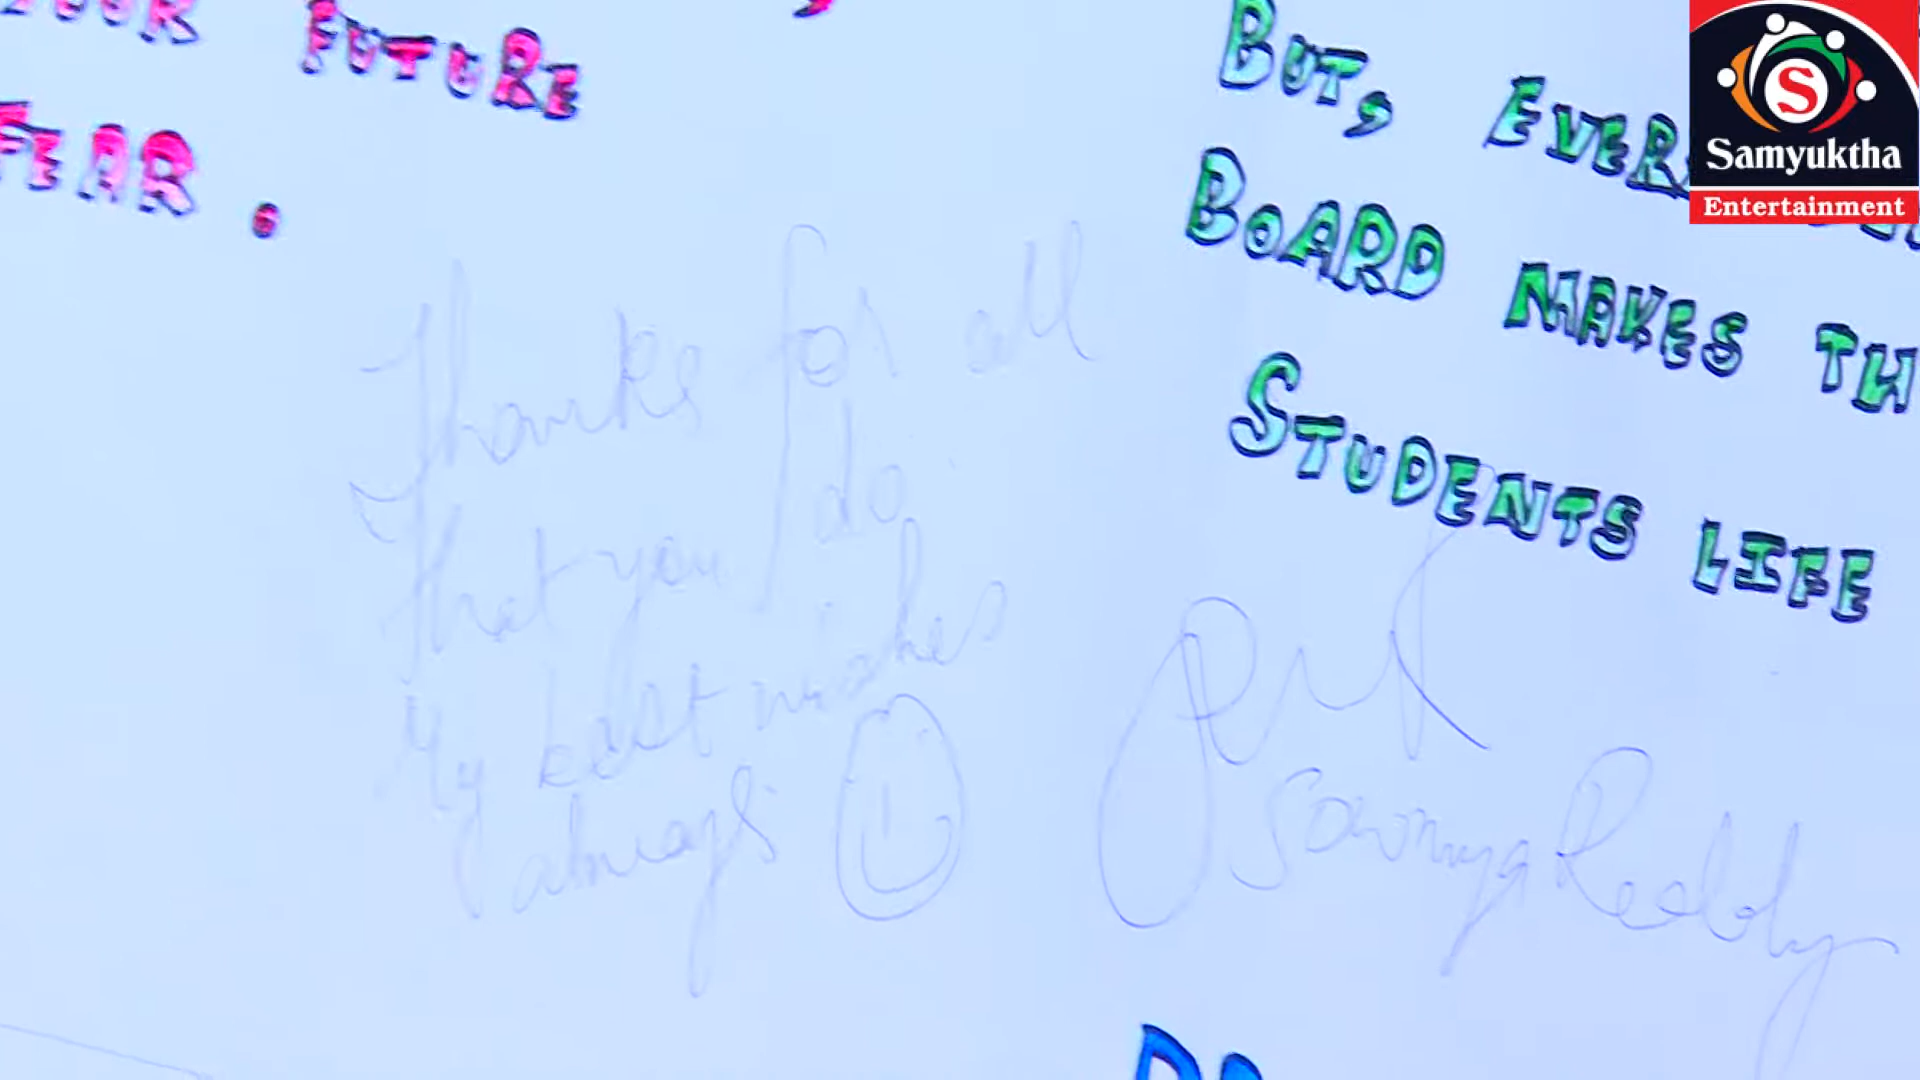 FUTURE
FEAR.
BUT, EVER
BOARD MAKES TH
STUDENTS LIFE
Samyuktha
Entertainment
Thanks for all
that you do.
My best wishes
always
Sowmya Reddy